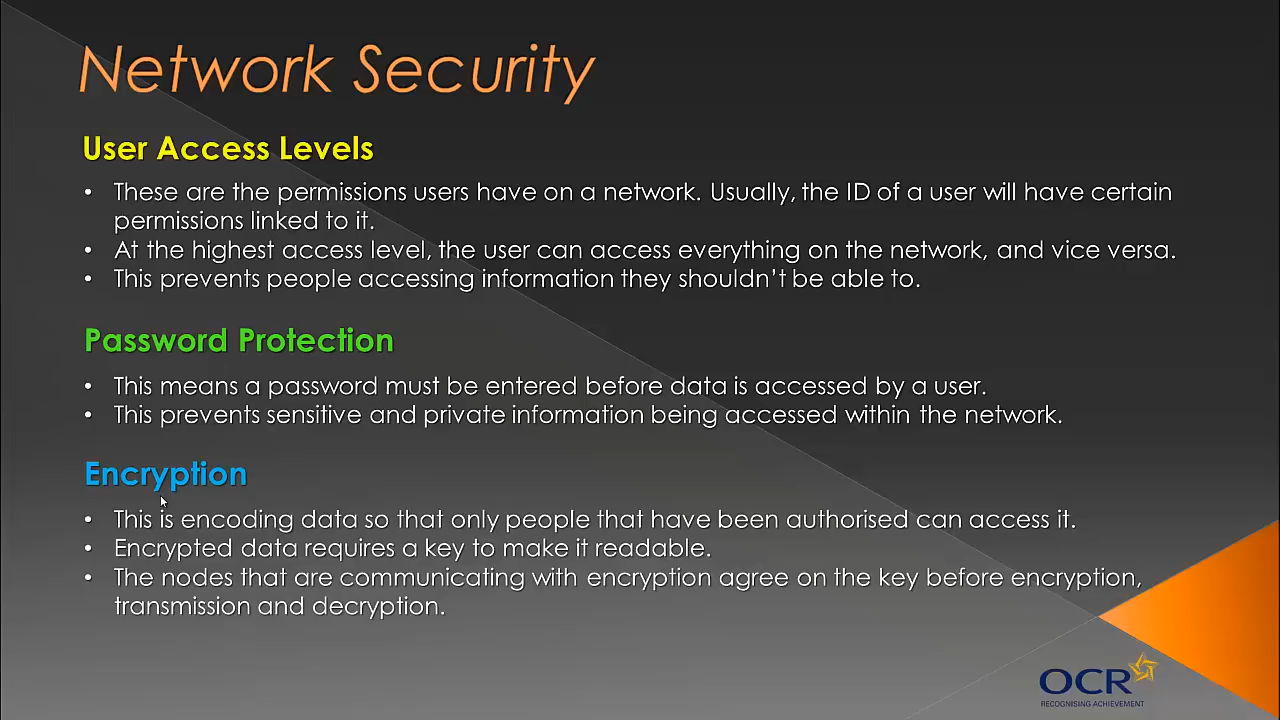 Network Security
User Access Levels
• These are the permissions users have on a network. Usually, the ID of a user will have certain
permissions linked to it.
• At the highest access level, the user can access everything on the network, and vice versa.
• This prevents people accessing information they shouldn't be able to.
Password Protection
• This means a password must be entered before data is accessed by a user.
• This prevents sensitive and private information being accessed within the network.
Encryption
• This is encoding data so that only people that have been authorised can access it.
• Encrypted data requires a key to make it readable.
• The nodes that are communicating with encryption agree on the key before encryption,
transmission and decryption.
OCR
RECOGNISING ACHIEVEMENT